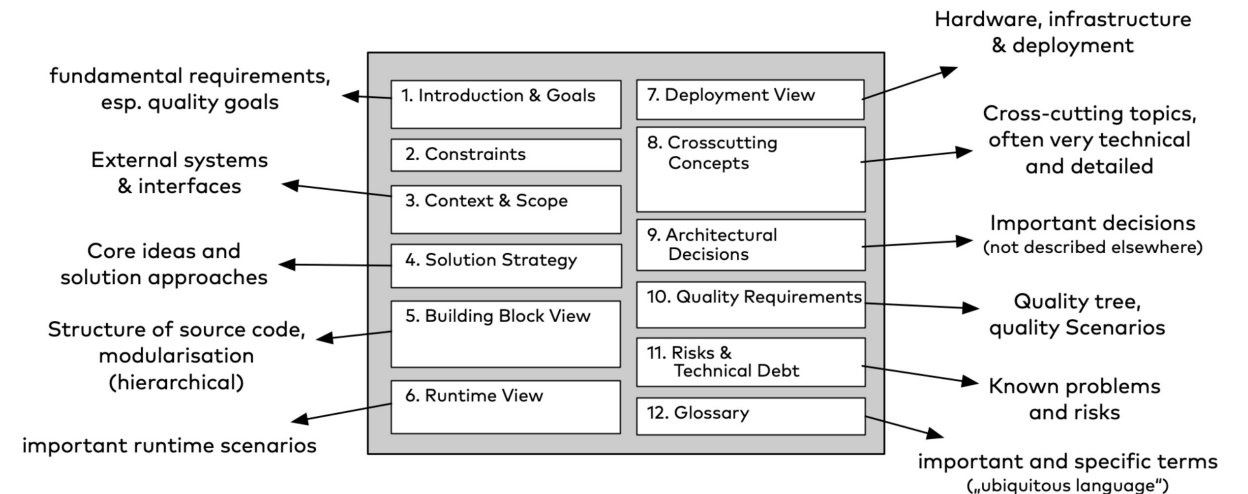 fundamental requirements,
esp. quality goals
External systems
& interfaces
Core ideas and
solution approaches
Structure of source code,
modularisation
(hierarchical)
important runtime scenarios
1. Introduction & Goals
2. Constraints
3. Context & Scope
4. Solution Strategy
5. Building Block View
6. Runtime View
7. Deployment View
8. Crosscutting
Concepts
9. Architectural
Decisions
10. Quality Requirements
11. Risks &
Technical Debt
12. Glossary
Hardware, infrastructure
& deployment
Cross-cutting topics,
often very technical
and detailed
Important decisions
(not described elsewhere)
Quality tree,
quality Scenarios
Known problems
and risks
important and specific terms
(„ubiquitous language“)